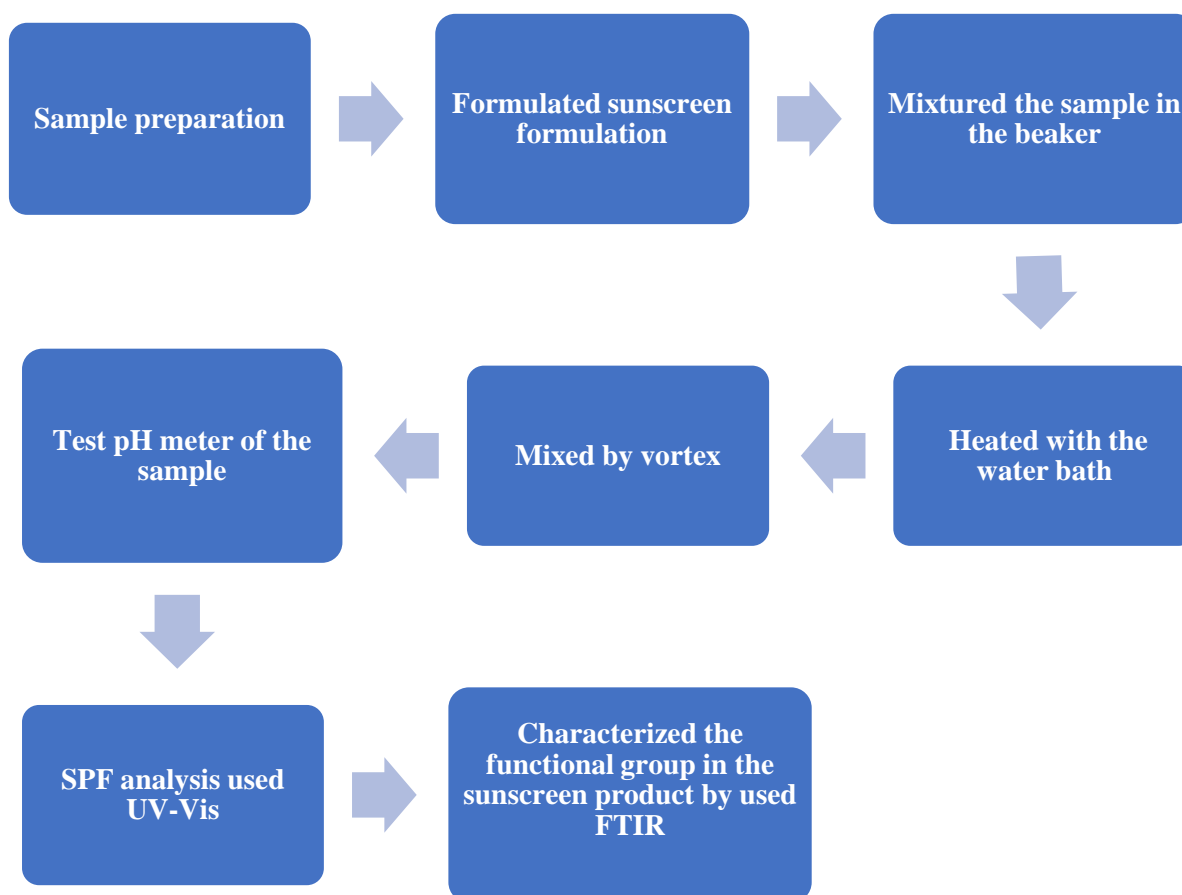 Sample preparation
Formulated sunscreen
formulation
Mixtured the sample in
the beaker
Heated with the
water bath
Mixed by vortex
Test pH meter of the
sample
SPF analysis used
UV-Vis
Characterized the
functional group in the
sunscreen product by used
FTIR